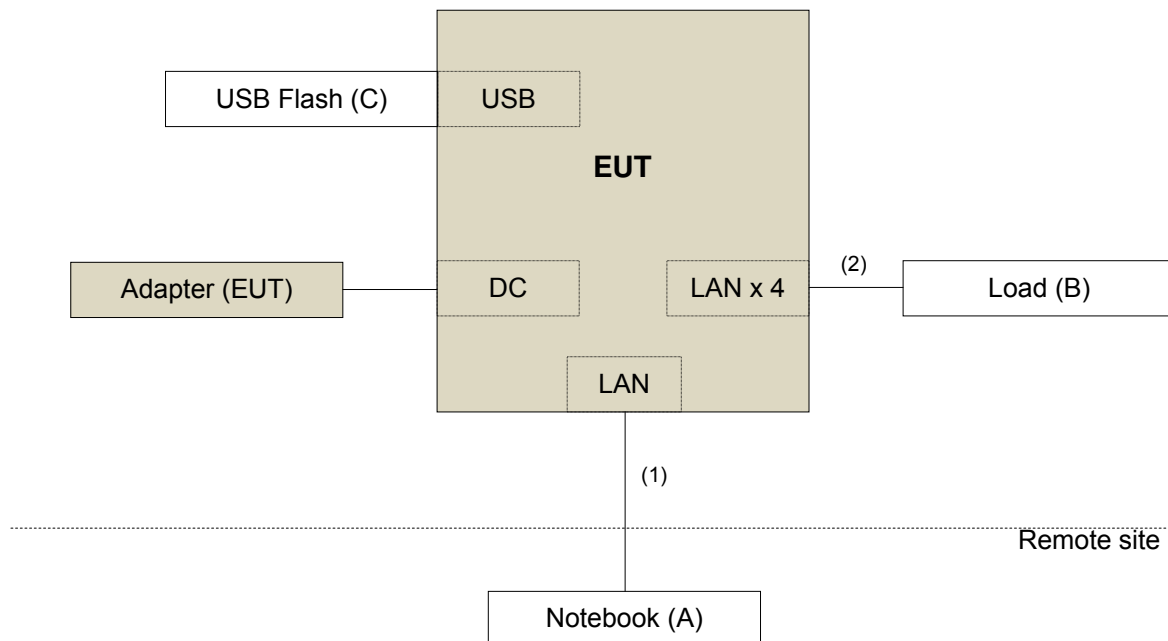 USB Flash (C)
USB
EUT
Adapter (EUT)
DC
LAN x 4
(2)
Load (B)
LAN
(1)
Remote site
Notebook (A)